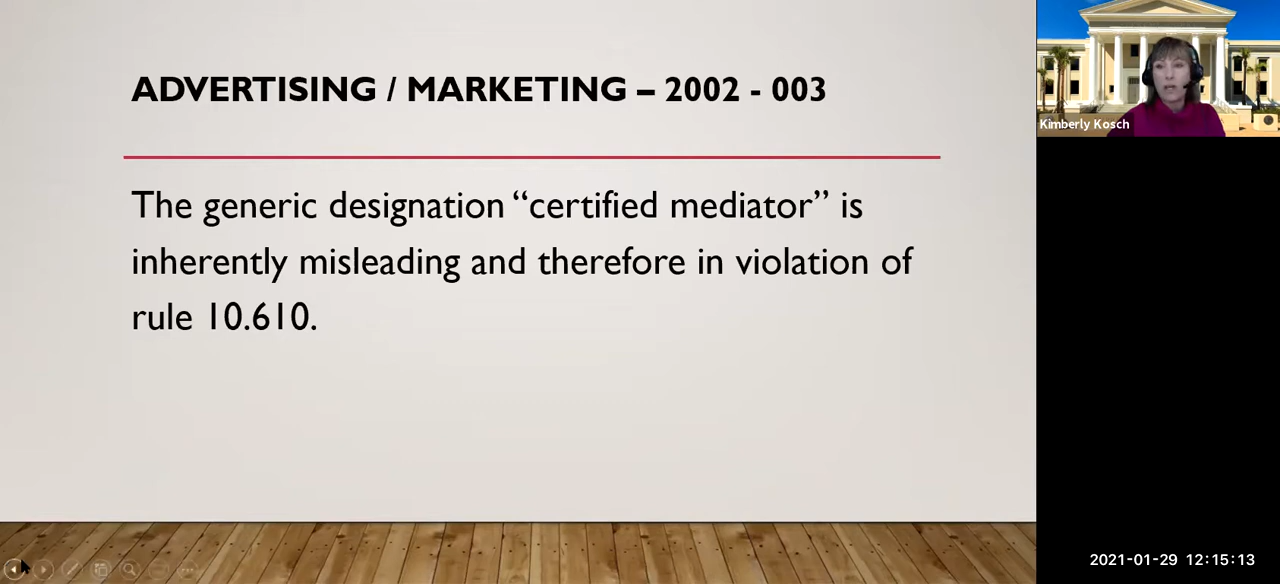 ADVERTISING / MARKETING – 2002 - 003
The generic designation “certified mediator” is
inherently misleading and therefore in violation of
rule 10.610.
Kimberly Kosch
2021-01-29 12:15:13